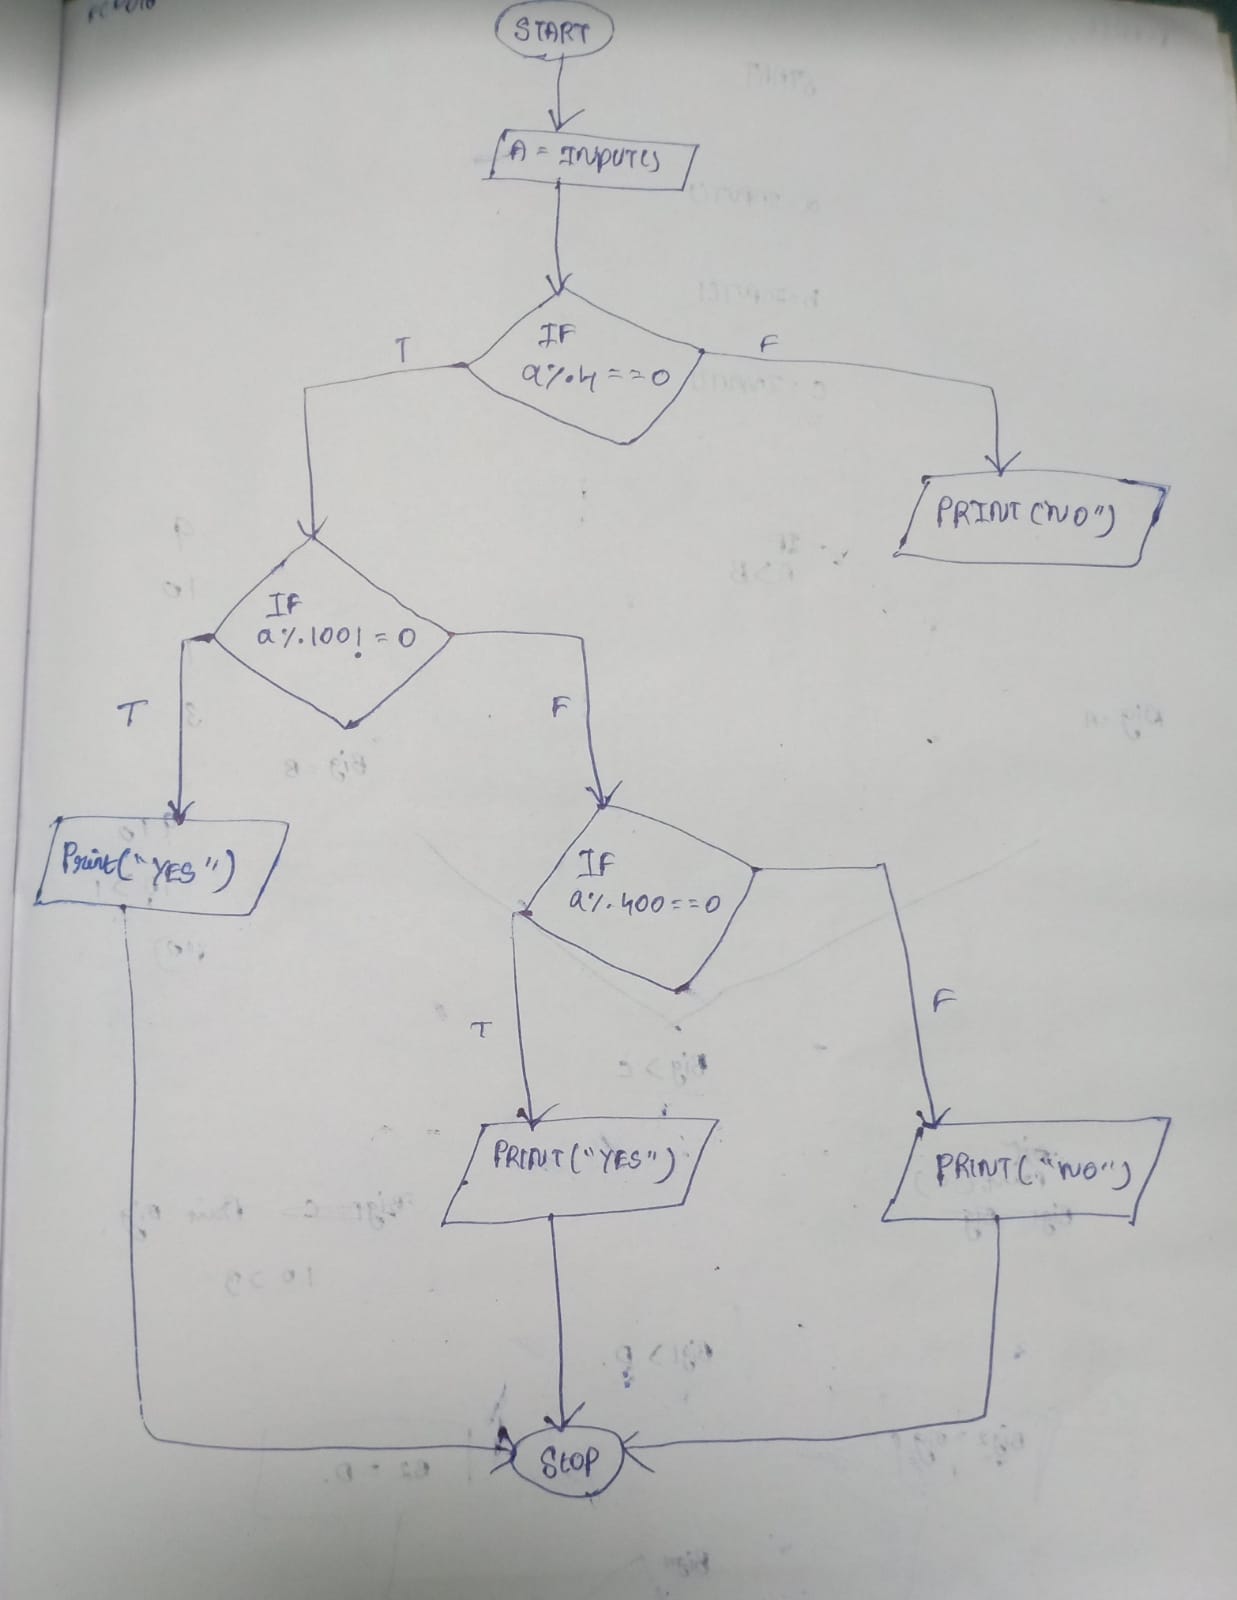 START
A = INPUT()
IF
a%4==0
T
F
PRINT("NO")
IF
a%100!=0
T
F
Print("YES")
IF
a%400==0
T
F
PRINT("YES")
PRINT("NO")
Stop